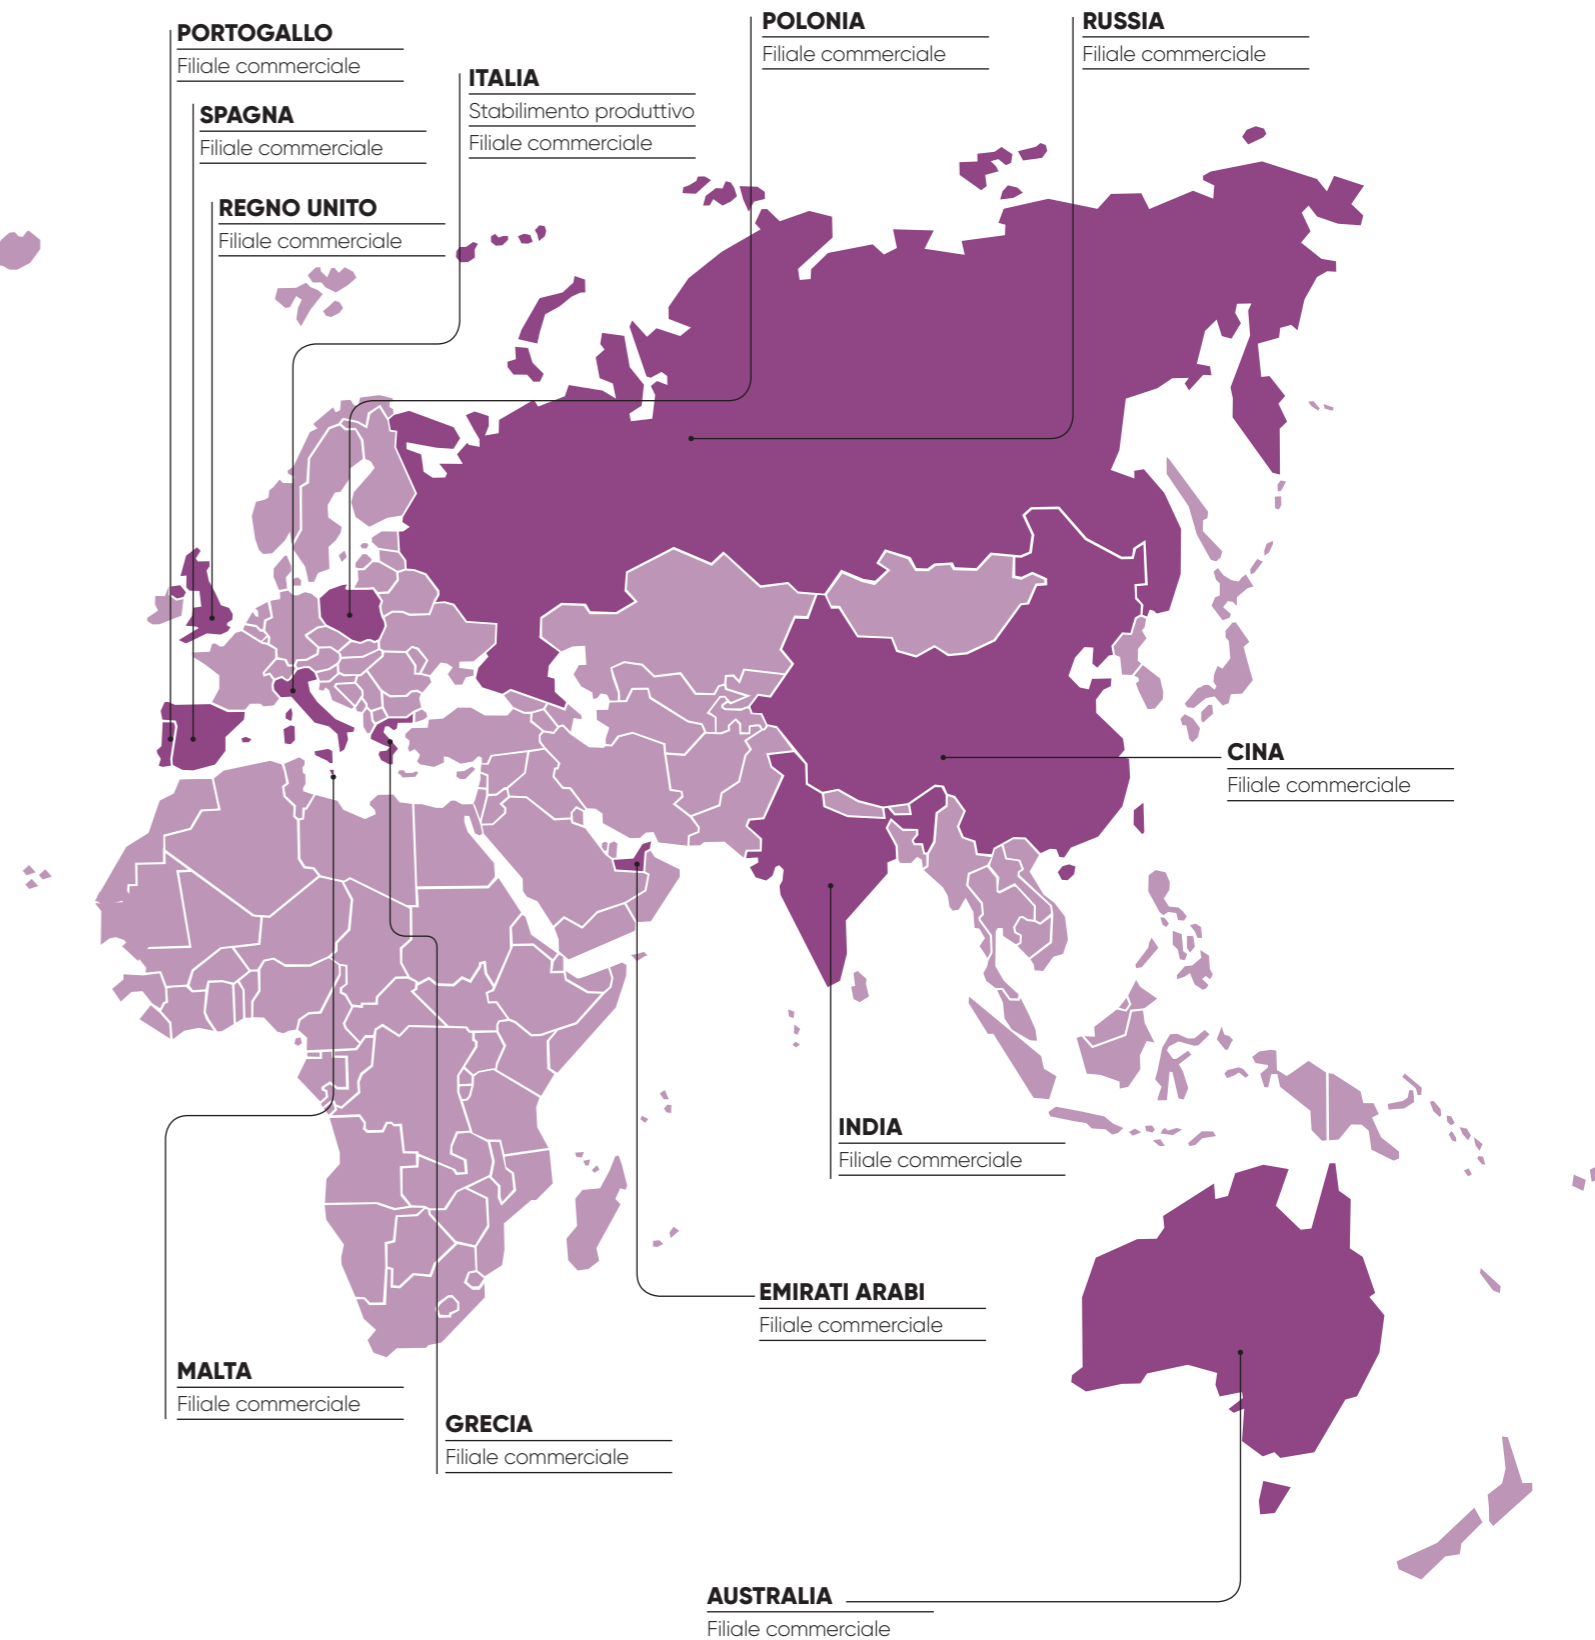 PORTOGALLO
Filiale commerciale
SPAGNA
Filiale commerciale
REGNO UNITO
Filiale commerciale
ITALIA
Stabilimento produttivo
Filiale commerciale
POLONIA
Filiale commerciale
RUSSIA
Filiale commerciale
CINA
Filiale commerciale
INDIA
Filiale commerciale
EMIRATI ARABI
Filiale commerciale
MALTA
Filiale commerciale
GRECIA
Filiale commerciale
AUSTRALIA
Filiale commerciale